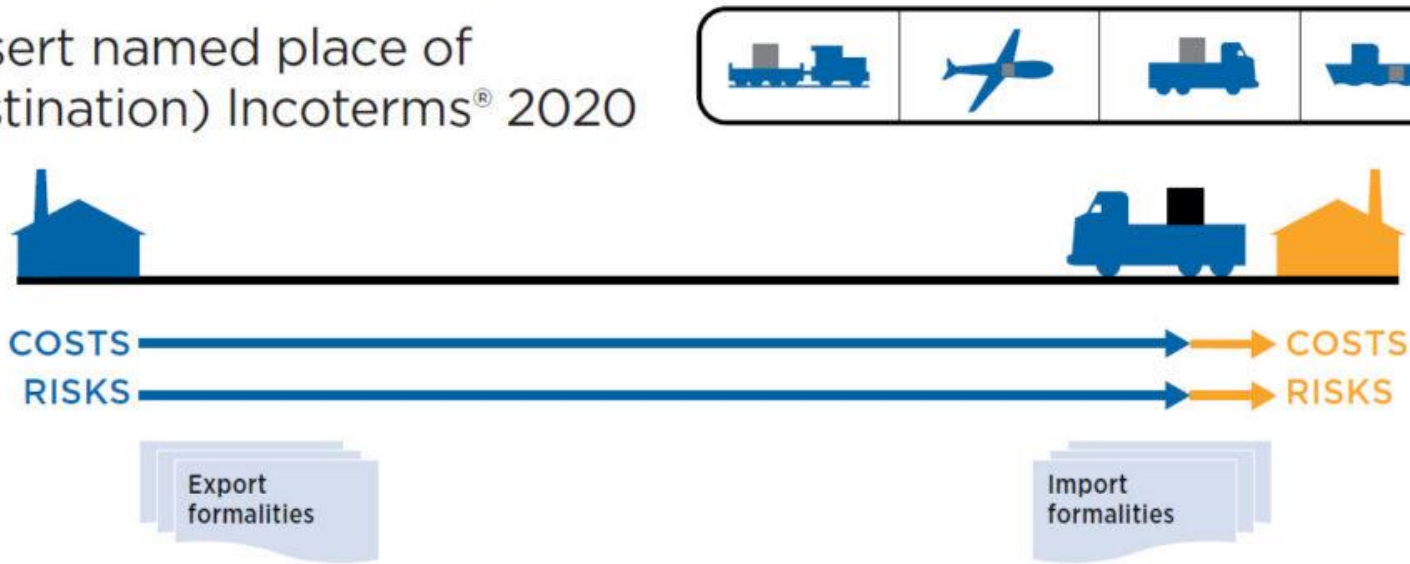 sert named place of
stination) Incoterms® 2020
COSTS COSTS
RISKS RISKS
Export Import
formalities formalities